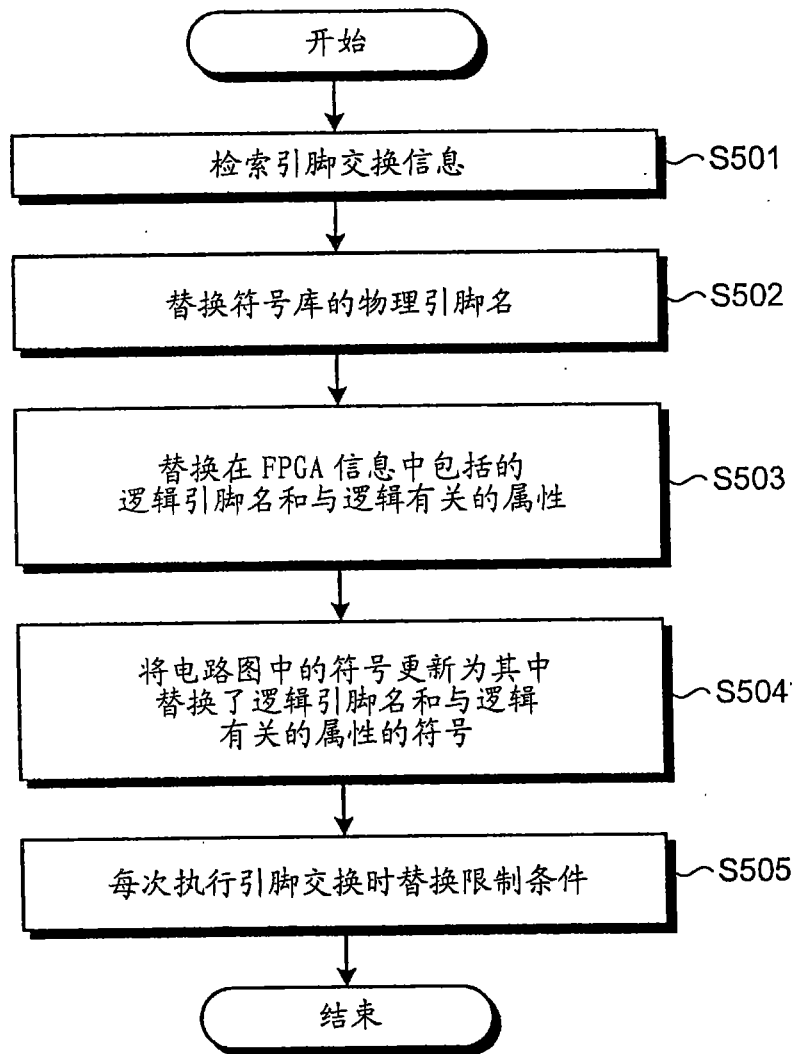 开始
检索引脚交换信息
S501
替换符号库的物理引脚名
S502
替换在 FPGA 信息中包括的
逻辑引脚名和与逻辑有关的属性
S503
将电路图中的符号更新为其中
替换了逻辑引脚名和与逻辑
有关的属性的符号
S504
每次执行引脚交换时替换限制条件
S505
结束